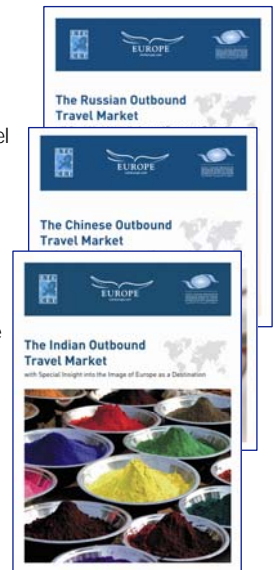 EUROPE
The Russian Outbound
Travel Market
el
EUROPE
The Chinese Outbound
Travel Market
e
EUROPE
The Indian Outbound
Travel Market
with Special Insight into the Image of Europe as a Destination